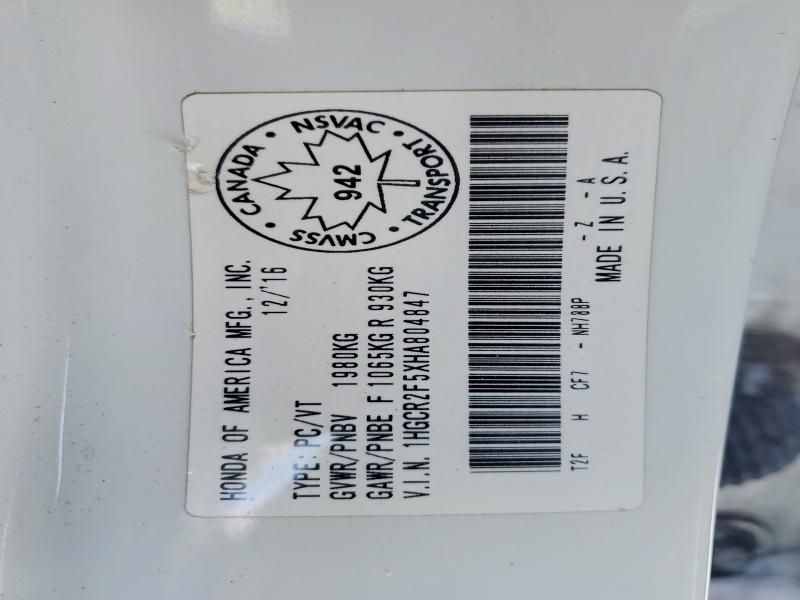 CANADA • NSVAC • TRANSPORT • CMVSS •
942
HONDA OF AMERICA MFG., INC.
12/'16
TYPE: PC/VT
GVWR/PNBV 1980KG
GAWR/PNBE F 1065KG R 930KG
V.I.N. 1HGCR2F5XHA804847
T2F H CF7 - NH788P - Z - A
MADE IN U.S.A.